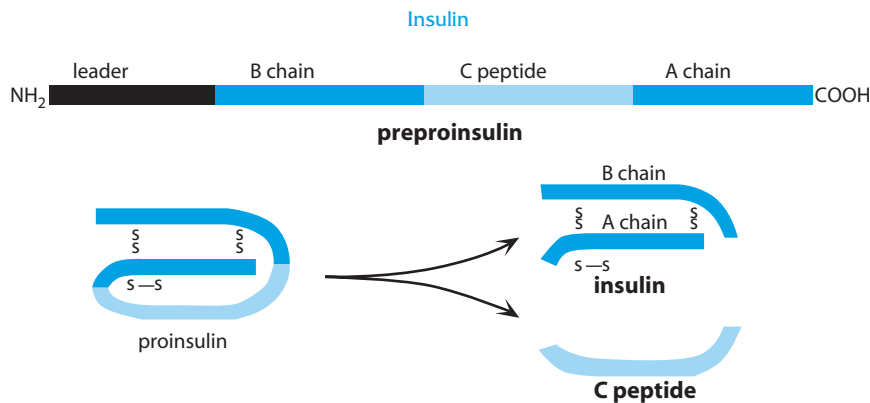 Insulin
leader B chain C peptide A chain
NH2 COOH
preproinsulin
B chain
S S
S S
A chain
S S
S S
S—S
insulin
S—S
proinsulin
C peptide